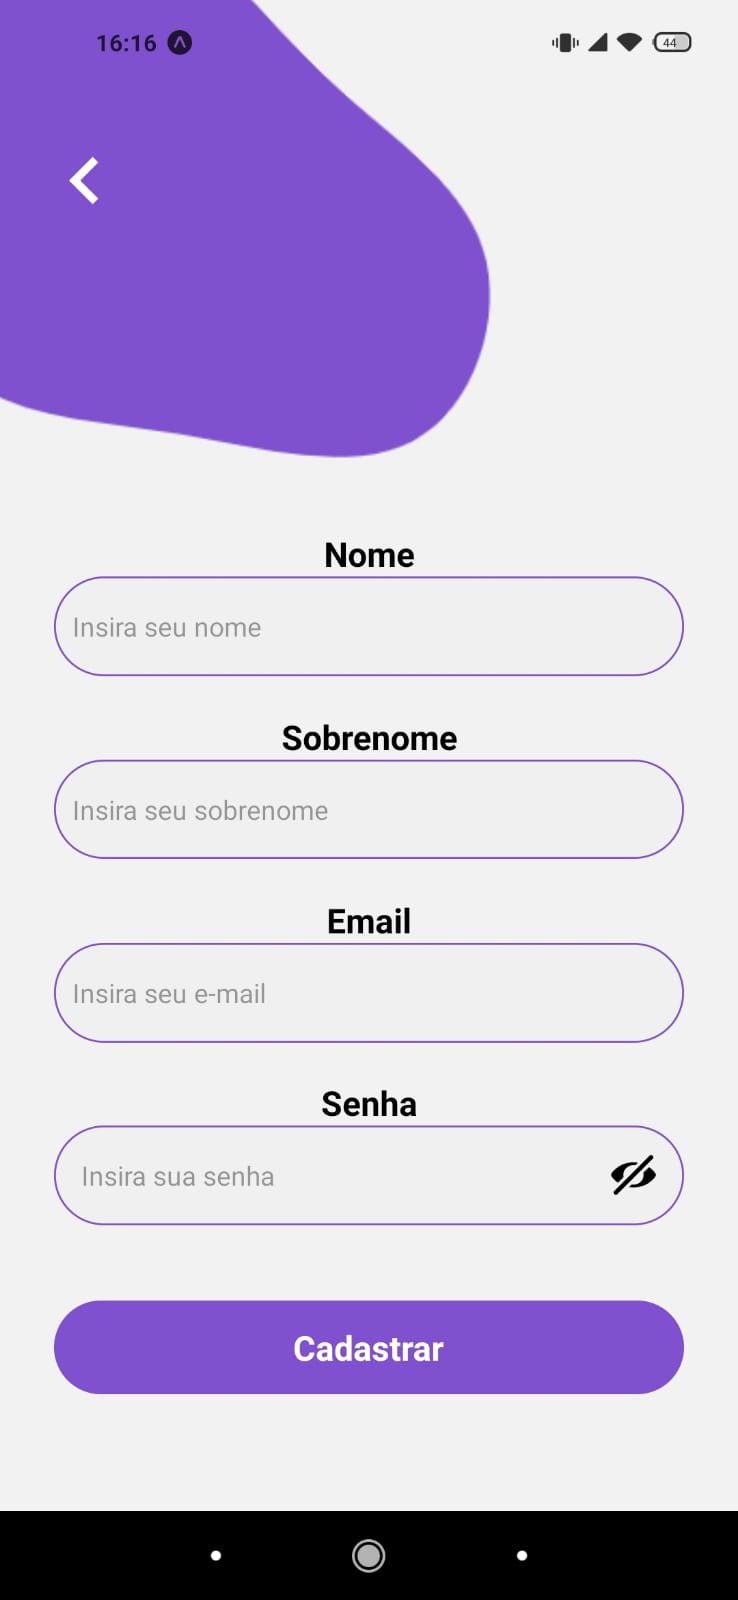 16:16
44
Nome
Insira seu nome
Sobrenome
Insira seu sobrenome
Email
Insira seu e-mail
Senha
Insira sua senha
Cadastrar